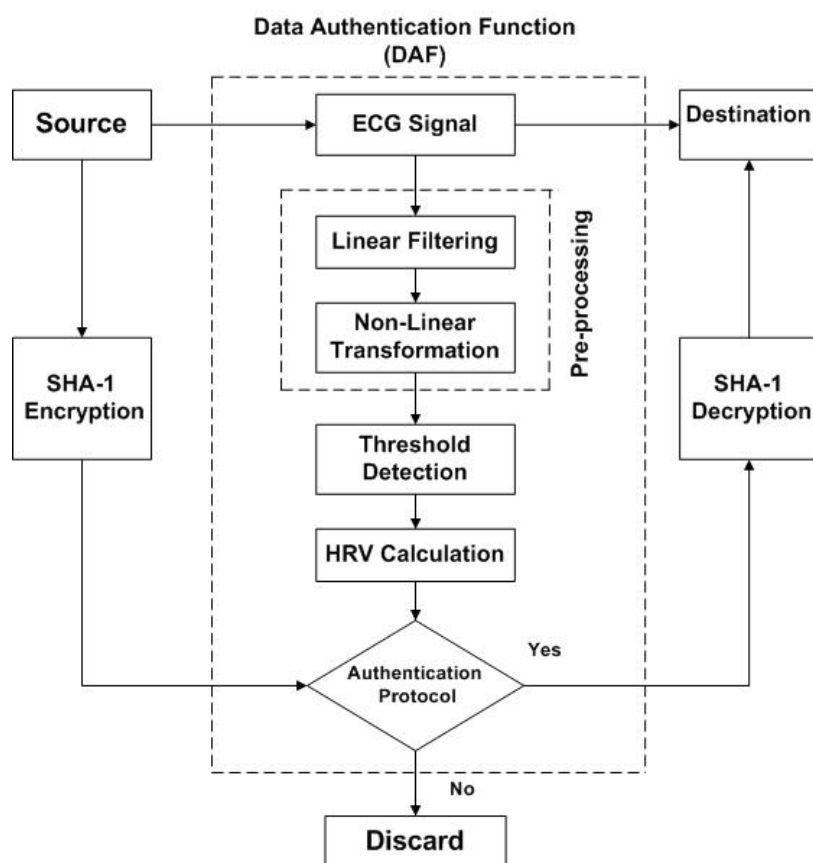 Data Authentication Function
(DAF)
Source
ECG Signal
Destination
Linear Filtering
Non-Linear
Transformation
Pre-processing
SHA-1
Encryption
SHA-1
Decryption
Threshold
Detection
HRV Calculation
Authentication
Protocol
Yes
No
Discard